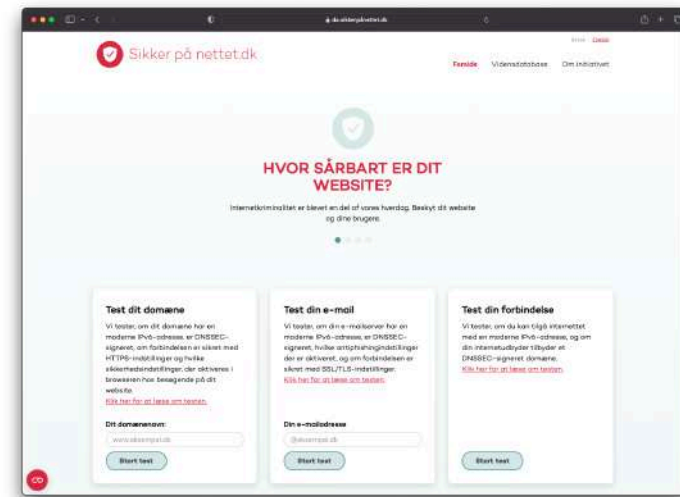 da.sikkerpånettet.dk
Dansk English
Sikker på nettet.dk
Forside Vidensdatabase Om initiativet
HVOR SÅRBART ER DIT
WEBSITE?
Internetkriminalitet er blevet en del af vores hverdag. Beskyt dit website
og dine brugere.
Test dit domæne
Vi tester, om dit domæne har en
moderne IPv6-adresse, er DNSSEC-
signeret, om forbindelsen er sikret med
HTTPS-indstillinger og hvilke
sikkerhedsindstillinger, der aktiveres i
browseren hos besøgende på dit
website.
Klik her for at læse om testen.
Dit domænenavn:
www.eksempel.dk
Start test
Test din e-mail
Vi tester, om din e-mailserver har en
moderne IPv6-adresse, er DNSSEC-
signeret, hvilke antiphishingindstillinger
der er aktiveret, og om forbindelsen er
sikret med SSL/TLS-indstillinger.
Klik her for at læse om testen.
Din e-mailadresse
@eksempel.dk
Start test
Test din forbindelse
Vi tester, om du kan tilgå internettet
med en moderne IPv6-adresse, og om
din internetudbyder tilbyder et
DNSSEC-signeret domæne.
Klik her for at læse om testen.
Start test